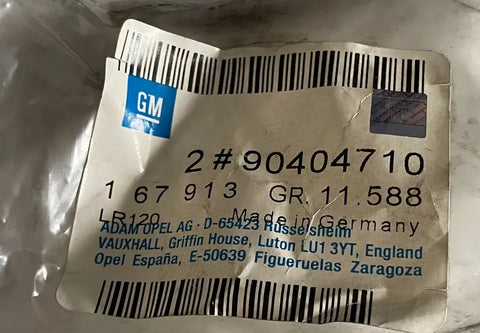 GM
2#90404710
1 67 913 GR. 11.588
LR120 Made in Germany
ADAM OPEL AG · D-65423 Rüsselsheim
VAUXHALL, Griffin House, Luton LU1 3YT, England
Opel España, E-50639 Figueruelas Zaragoza